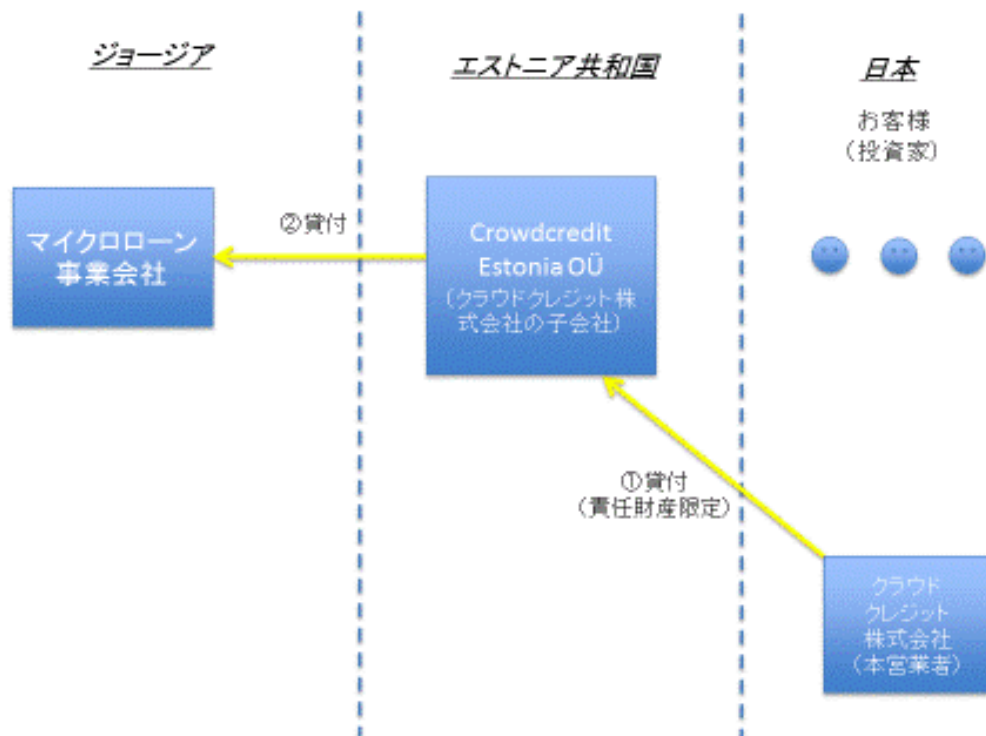 ジョージア
エストニア共和国
日本
お客様
（投資家）
マイクロローン
事業会社
②貸付
Crowdcredit
Estonia OÜ
（クラウドクレジット株
式会社の子会社）
①貸付
（責任財産限定）
クラウド
クレジット
株式会社
（本営業者）